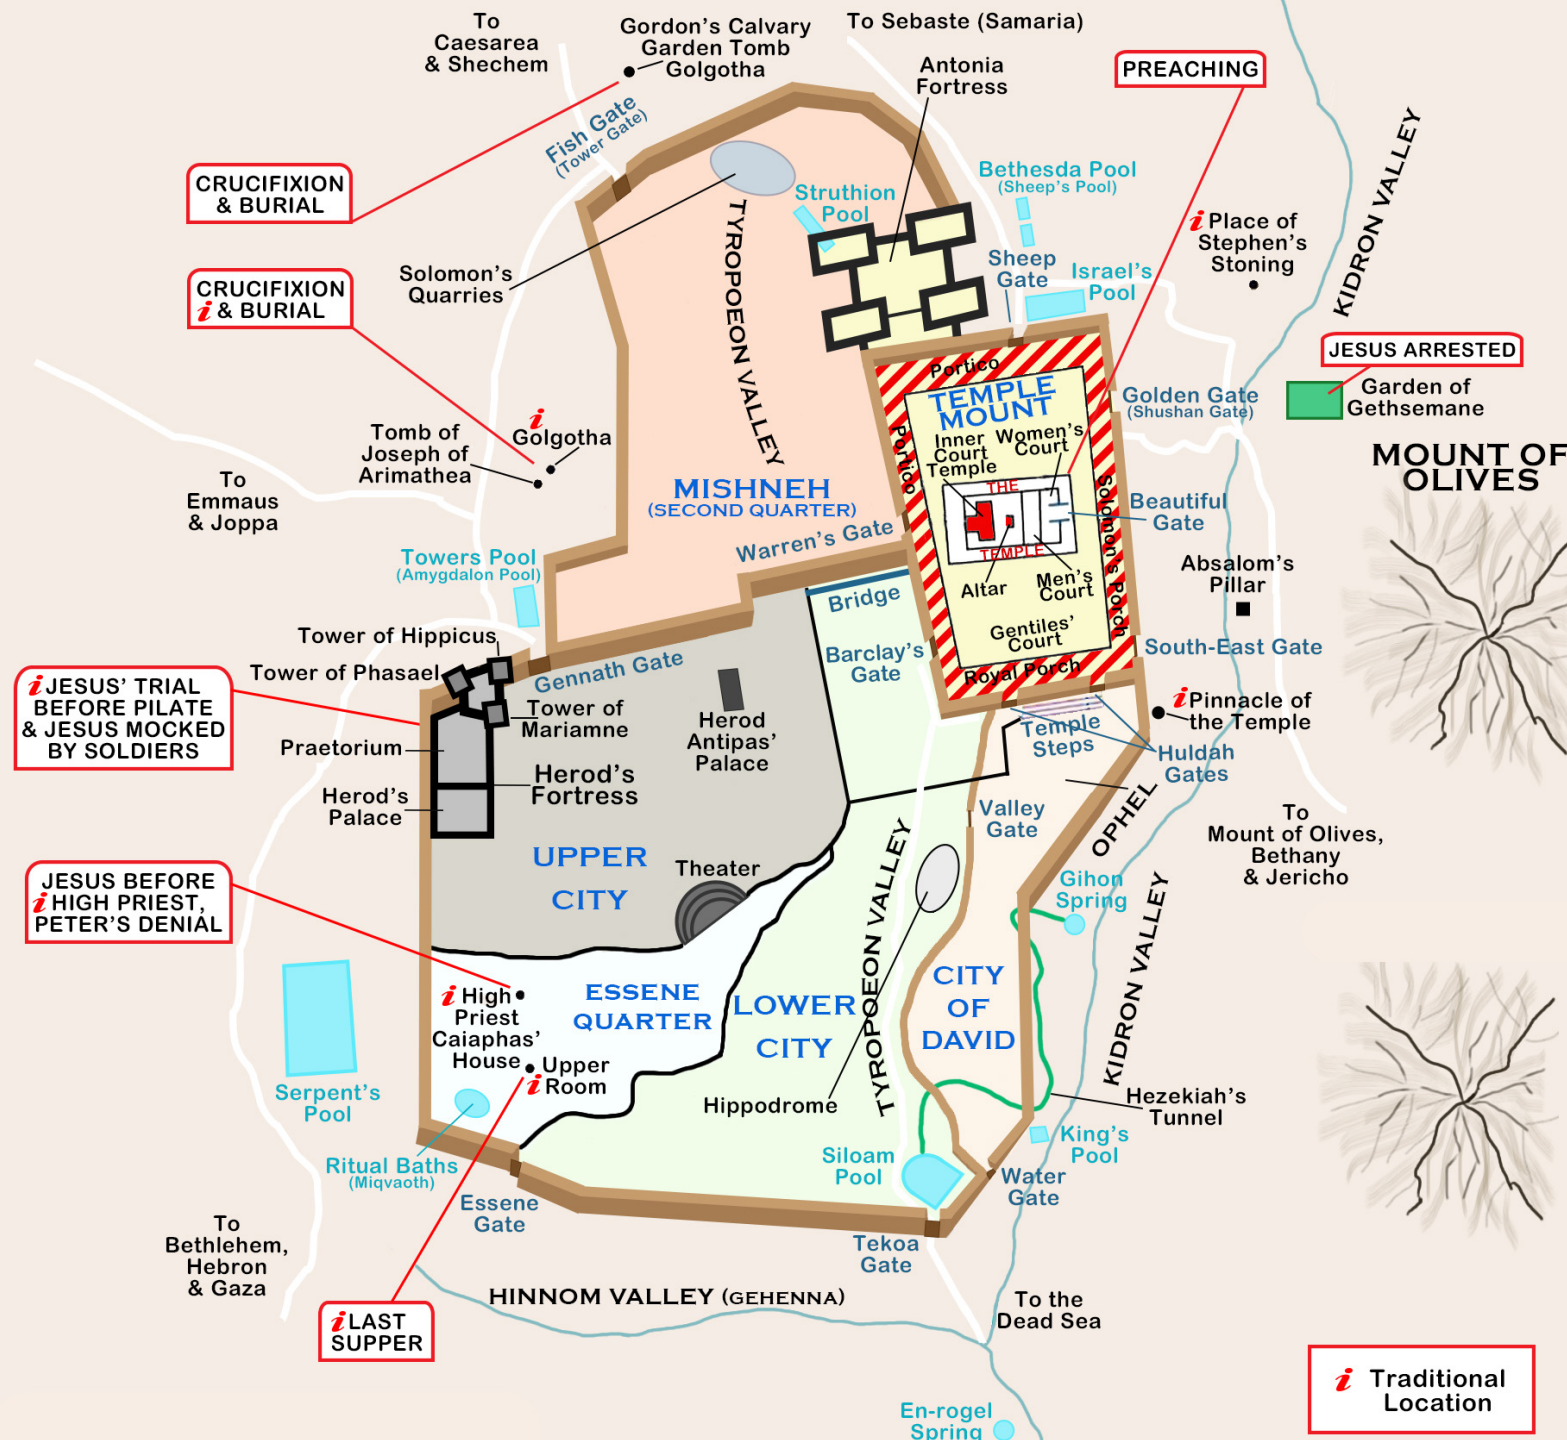 To
Caesarea
& Shechem
Gordon's Calvary
Garden Tomb
Golgotha
To Sebaste (Samaria)
Antonia
Fortress
PREACHING
Fish Gate
(Tower Gate)
KIDRON VALLEY
CRUCIFIXION
& BURIAL
Struthion
Pool
Bethesda Pool
(Sheep's Pool)
i Place of
Stephen's
Stoning
TYROPOEON VALLEY
Solomon's
Quarries
Sheep
Gate
Israel's
Pool
CRUCIFIXION
i & BURIAL
JESUS ARRESTED
Garden of
Gethsemane
Portico
TEMPLE
MOUNT
Golden Gate
(Shushan Gate)
i
Golgotha
Tomb of
Joseph of
Arimathea
Portico
Inner
Court
Temple
Women's
Court
MOUNT OF
OLIVES
To
Emmaus
& Joppa
MISHNEH
(SECOND QUARTER)
THE
TEMPLE
Solomon's Porch
Beautiful
Gate
Warren's Gate
Towers Pool
(Amygdalon Pool)
Altar
Men's
Court
Absalom's
Pillar
Bridge
Gentiles'
Court
Tower of Hippicus
Tower of Phasael
Gennath Gate
Barclay's
Gate
Royal Porch
South-East Gate
i JESUS' TRIAL
BEFORE PILATE
& JESUS MOCKED
BY SOLDIERS
Tower of
Mariamne
Herod
Antipas'
Palace
Temple
Steps
i Pinnacle of
the Temple
Huldah
Gates
Praetorium
Herod's
Fortress
Herod's
Palace
Valley
Gate
OPHEL
To
Mount of Olives,
Bethany
& Jericho
UPPER
CITY
Theater
TYROPOEON VALLEY
Gihon
Spring
KIDRON VALLEY
JESUS BEFORE
i HIGH PRIEST,
PETER'S DENIAL
i High
Priest
Caiaphas'
House
ESSENE
QUARTER
LOWER
CITY
CITY
OF
DAVID
Upper
i Room
Serpent's
Pool
Hippodrome
Hezekiah's
Tunnel
Ritual Baths
(Miqvaoth)
Siloam
Pool
King's
Pool
Water
Gate
Essene
Gate
Tekoa
Gate
To
Bethlehem,
Hebron
& Gaza
HINNOM VALLEY (GEHENNA)
To the
Dead Sea
i LAST
SUPPER
En-rogel
Spring
i Traditional
Location